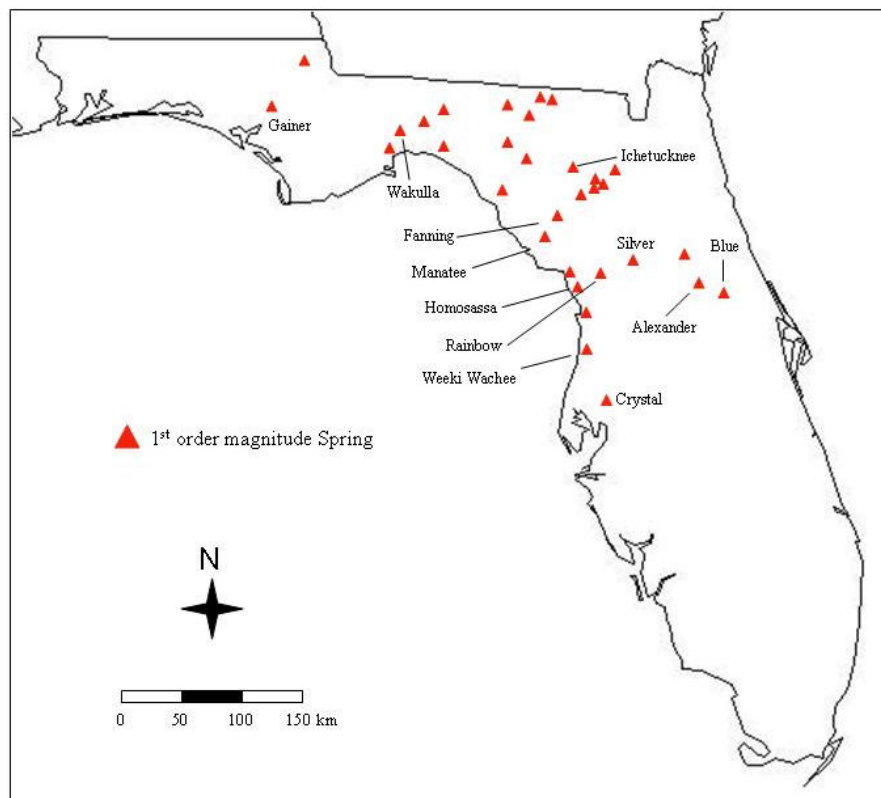 Gainer
Ichetucknee
Wakulla
Fanning
Silver
Blue
Manatee
Homosassa
Alexander
Rainbow
Weeki Wachee
Crystal
1st order magnitude Spring
N
0 50 100 150 km